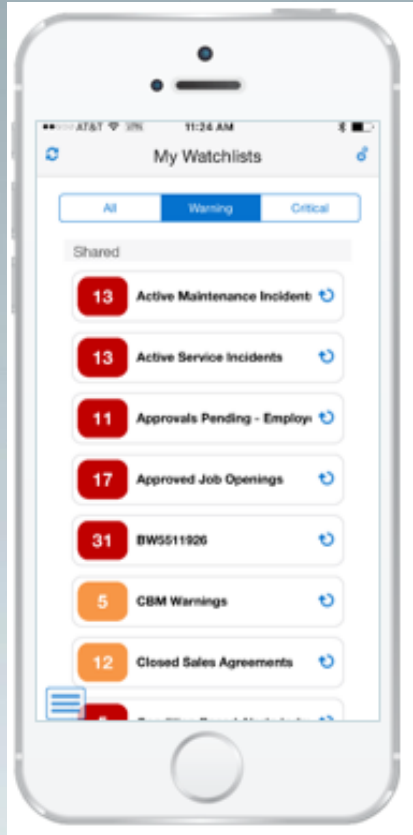 AT&T VPN 11:24 AM
My Watchlists
All Warning Critical
Shared
13 Active Maintenance Incident
13 Active Service Incidents
11 Approvals Pending - Employ
17 Approved Job Openings
31 BW5511926
5 CBM Warnings
12 Closed Sales Agreements